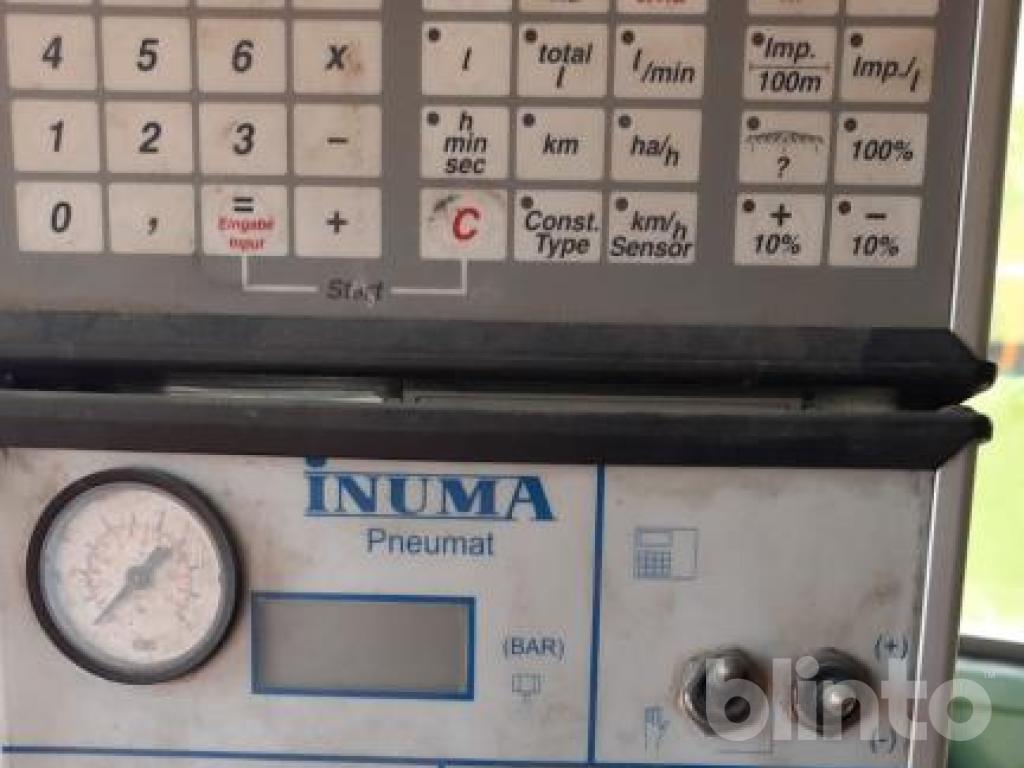 4 5 6 x
l
total
l
l/min
Imp.
100m
Imp./l
1 2 3 -
h
min
sec
km
ha/h
?
100%
0 , =
Eingabe
Input
+
C
Const.
Type
km/h
Sensor
+
10%
-
10%
Start
iNUMA
Pneumat
(BAR)
(+)
(-)
blinto™